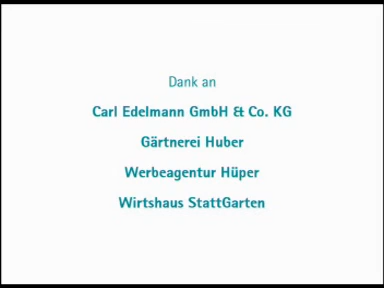 Dank an
Carl Edelmann GmbH & Co. KG
Gärtnerei Huber
Werbeagentur Hüper
Wirtshaus StattGarten